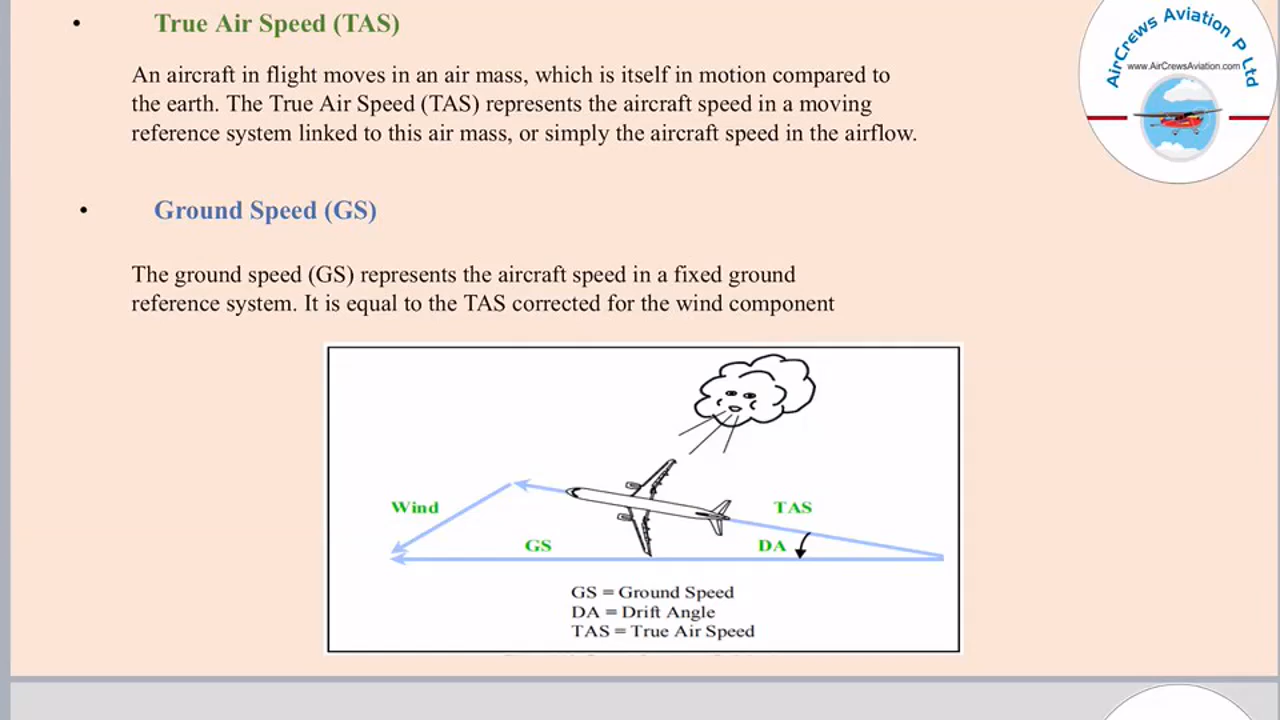 • True Air Speed (TAS)
An aircraft in flight moves in an air mass, which is itself in motion compared to
the earth. The True Air Speed (TAS) represents the aircraft speed in a moving
reference system linked to this air mass, or simply the aircraft speed in the airflow.
AirCrews Aviation P Ltd
www.AirCrewsAviation.com
• Ground Speed (GS)
The ground speed (GS) represents the aircraft speed in a fixed ground
reference system. It is equal to the TAS corrected for the wind component
Wind
TAS
GS
DA
GS = Ground Speed
DA = Drift Angle
TAS = True Air Speed